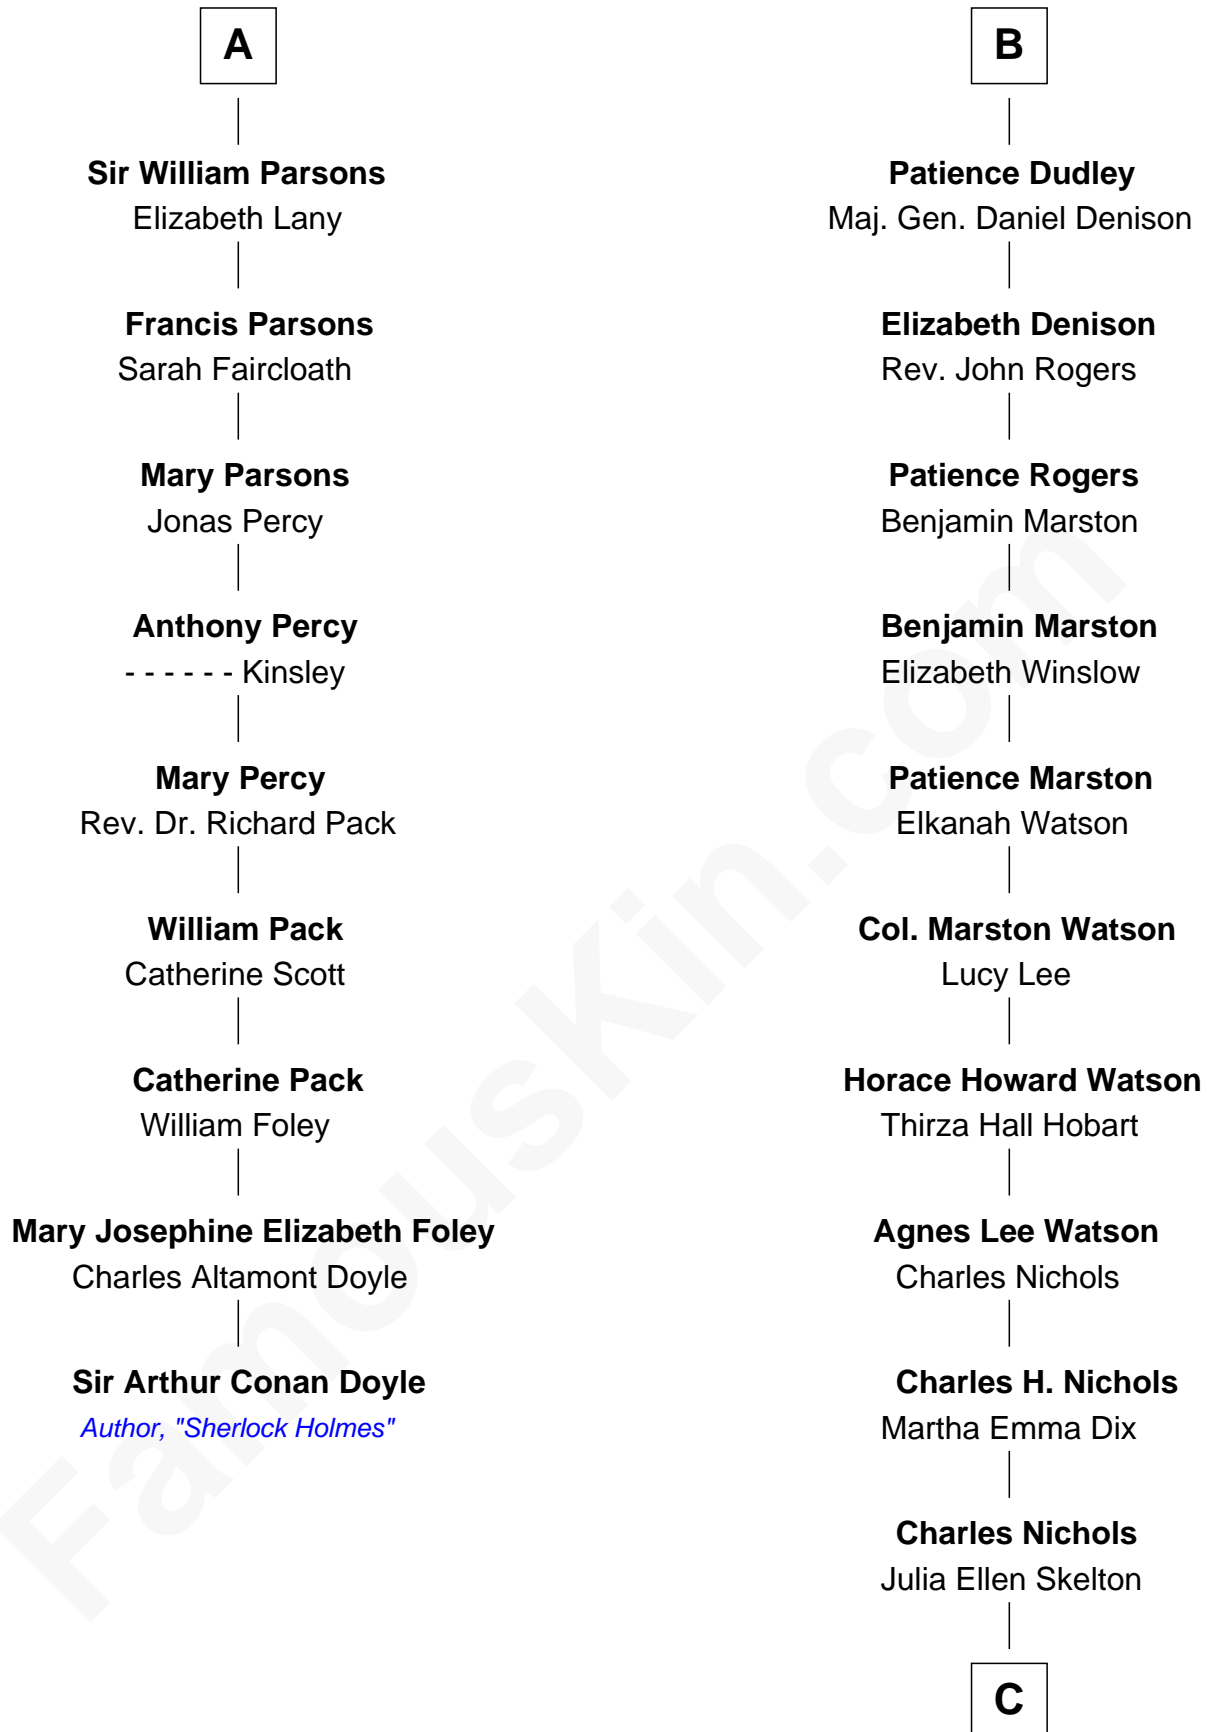 A
Sir William Parsons
Elizabeth Lany
Francis Parsons
Sarah Faircloath
Mary Parsons
Jonas Percy
Anthony Percy
- - - - - - Kinsley
Mary Percy
Rev. Dr. Richard Pack
William Pack
Catherine Scott
Catherine Pack
William Foley
Mary Josephine Elizabeth Foley
Charles Altamont Doyle
Sir Arthur Conan Doyle
Author, "Sherlock Holmes"
B
Patience Dudley
Maj. Gen. Daniel Denison
Elizabeth Denison
Rev. John Rogers
Patience Rogers
Benjamin Marston
Benjamin Marston
Elizabeth Winslow
Patience Marston
Elkanah Watson
Col. Marston Watson
Lucy Lee
Horace Howard Watson
Thirza Hall Hobart
Agnes Lee Watson
Charles Nichols
Charles H. Nichols
Martha Emma Dix
Charles Nichols
Julia Ellen Skelton
C
FamousKin.com